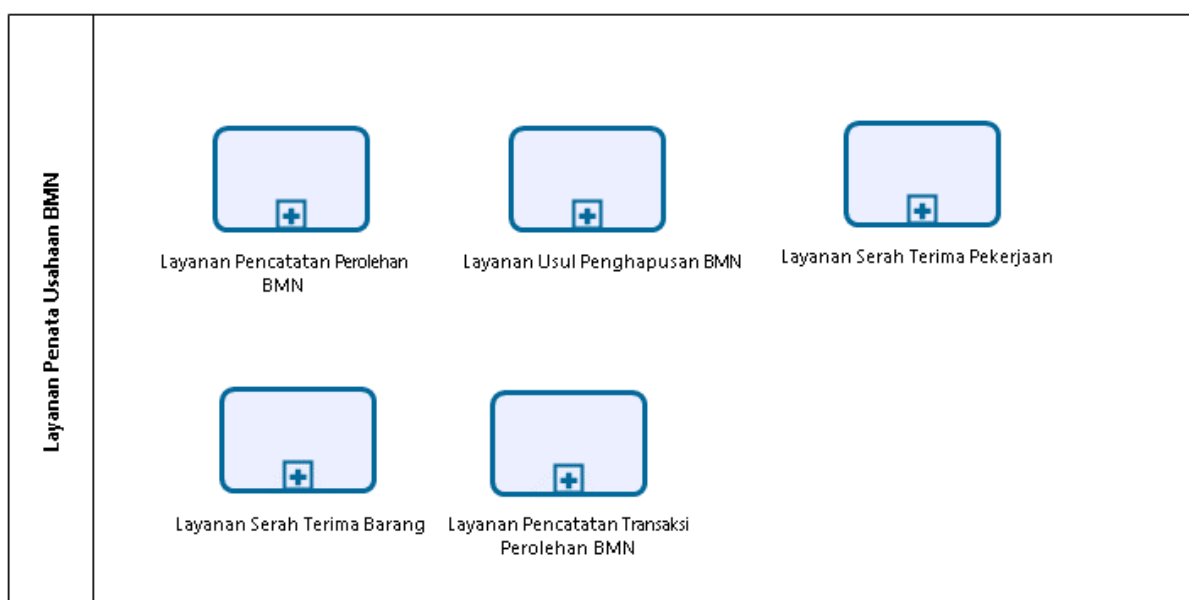 Layanan Penata Usahaan BMN
Layanan Pencatatan Perolehan
BMN
Layanan Usul Penghapusan BMN
Layanan Serah Terima Pekerjaan
Layanan Serah Terima Barang
Layanan Pencatatan Transaksi
Perolehan BMN